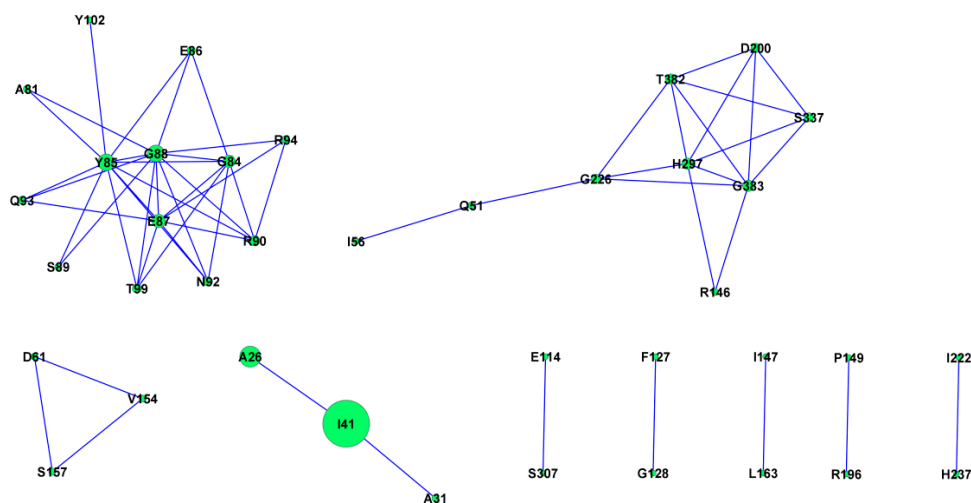 Y102
E86
A81
R94
G88
Y85
G84
Q93
E87
R90
S89
N92
T99
D200
T382
S337
H297
G226
G383
Q51
I56
R146
D61
V154
S157
A26
I41
A31
E114
S307
F127
G128
I147
L163
P149
R196
I222
H237